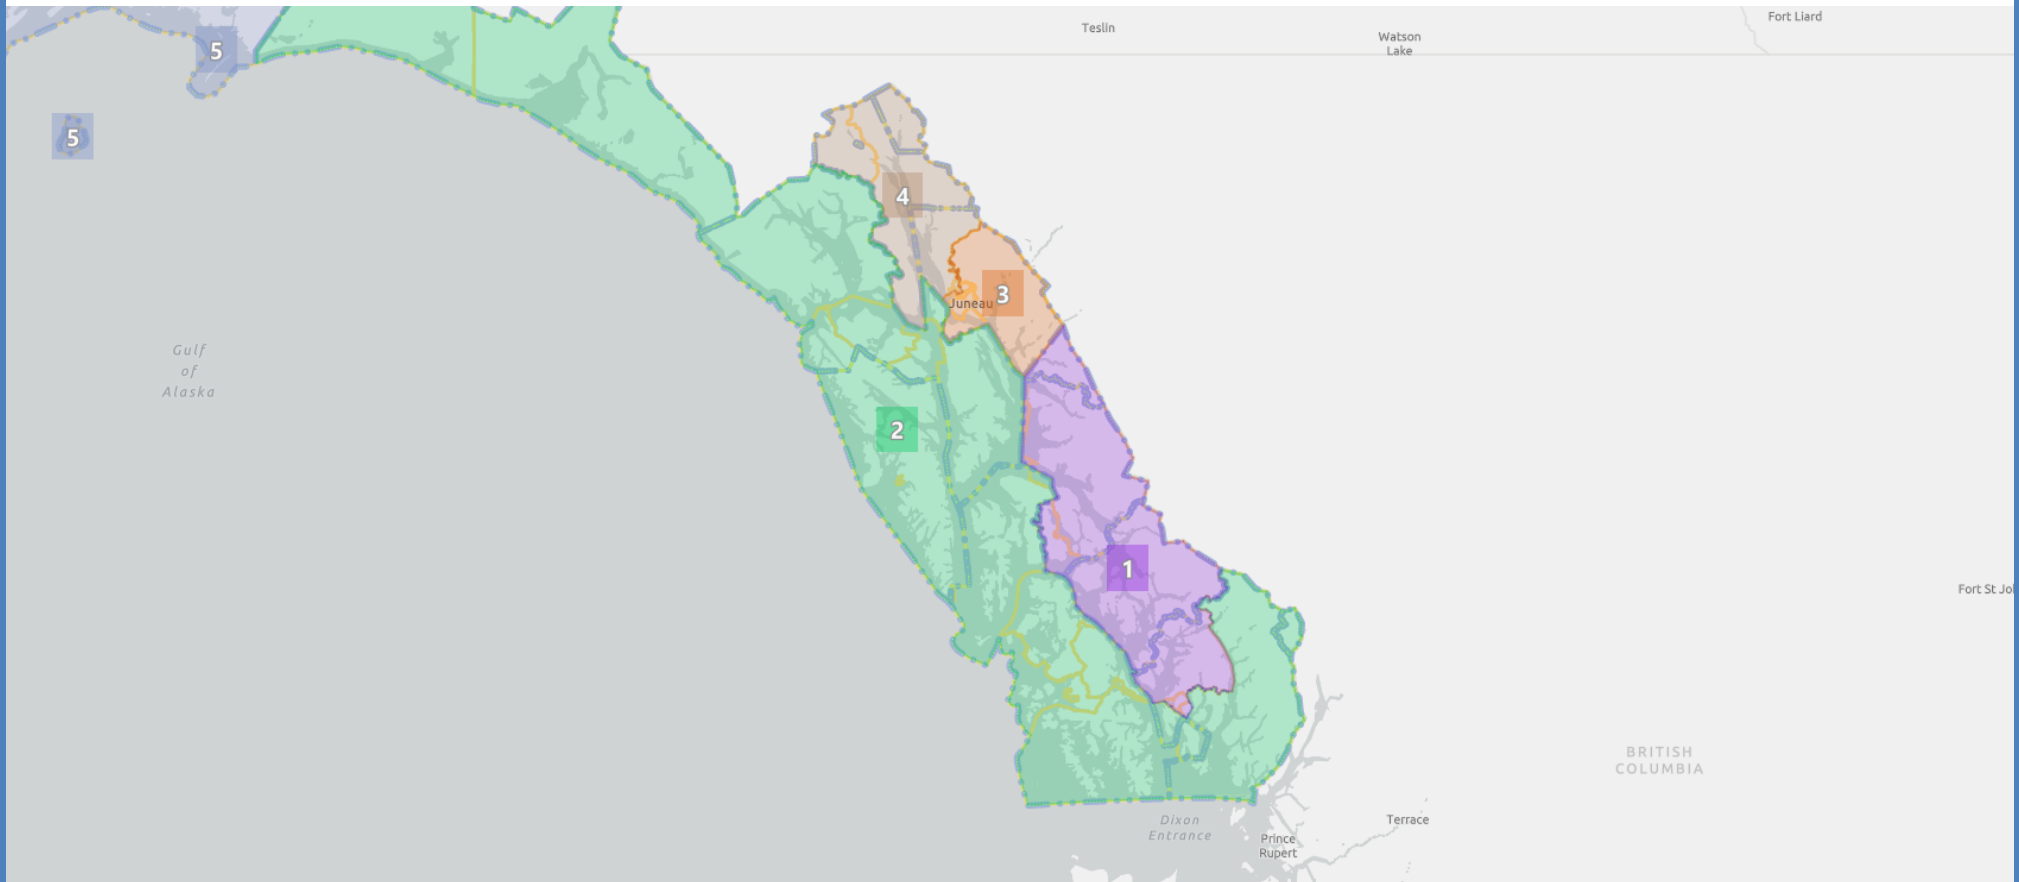 Fort Liard
Teslin
Watson
Lake
5
5
4
3
Juneau
Gulf
of
Alaska
2
1
Fort St Jo
BRITISH
COLUMBIA
Dixon
Entrance
Terrace
Prince
Rupert